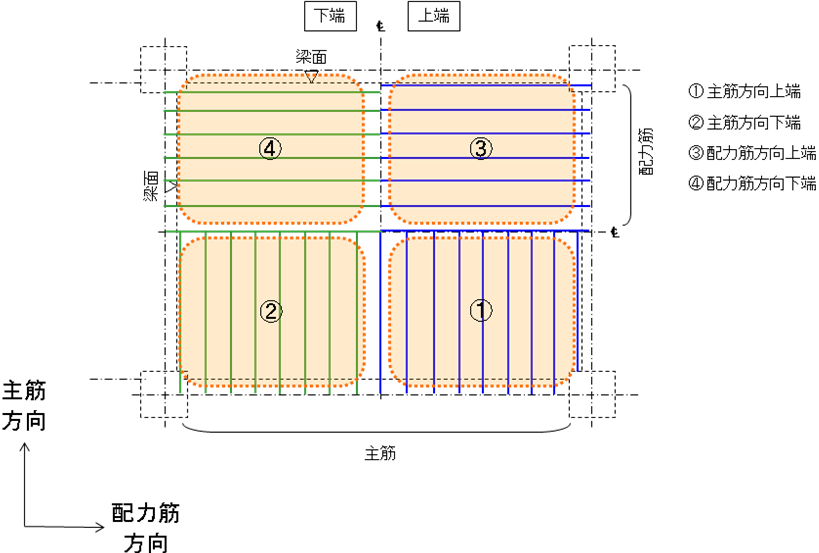 下端
上端
℄
梁面
① 主筋方向上端
② 主筋方向下端
③ 配力筋方向上端
④ 配力筋方向下端
④
③
配力筋
梁面
℄
②
①
主筋
方向
主筋
配力筋
方向